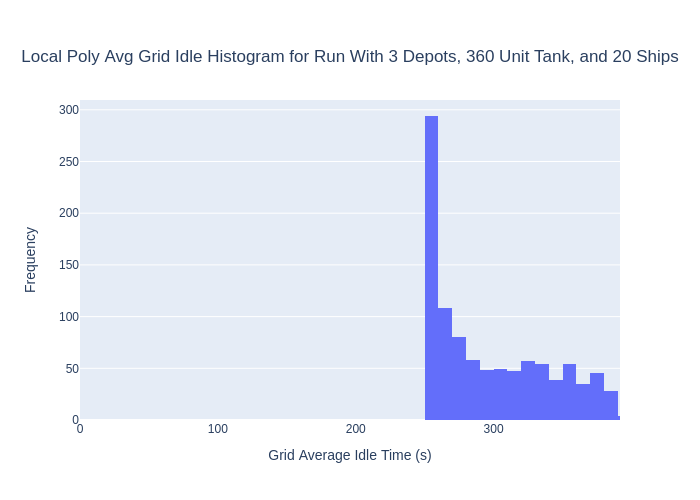 Local Poly Avg Grid Idle Histogram for Run With 3 Depots, 360 Unit Tank, and 20 Ships
300
250
200
150
100
50
0
0 100 200 300
Frequency
Grid Average Idle Time (s)